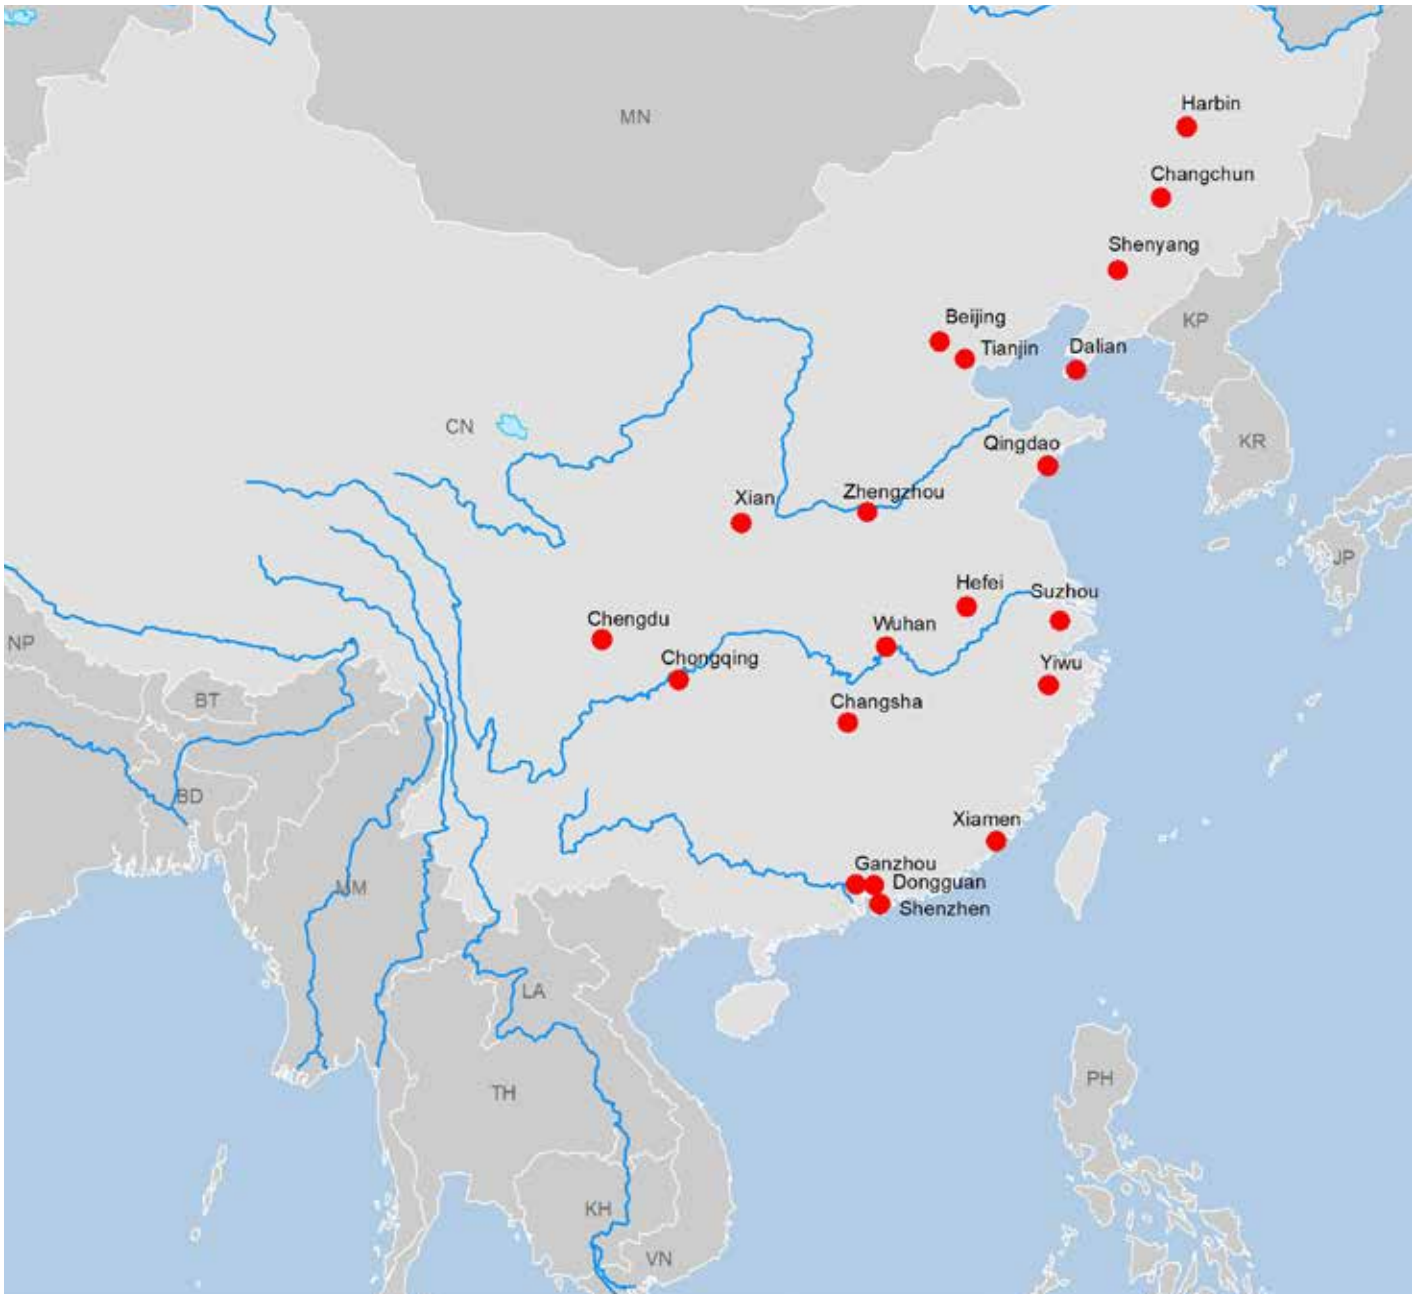 Harbin
MN
Changchun
Shenyang
Beijing
KP
Tianjin
Dalian
CN
Qingdao
KR
Xian
Zhengzhou
JP
Hefei
Suzhou
Chengdu
Wuhan
NP
Chongqing
Yiwu
BT
Changsha
BD
Xiamen
Ganzhou
Dongguan
MM
Shenzhen
LA
PH
TH
KH
VN